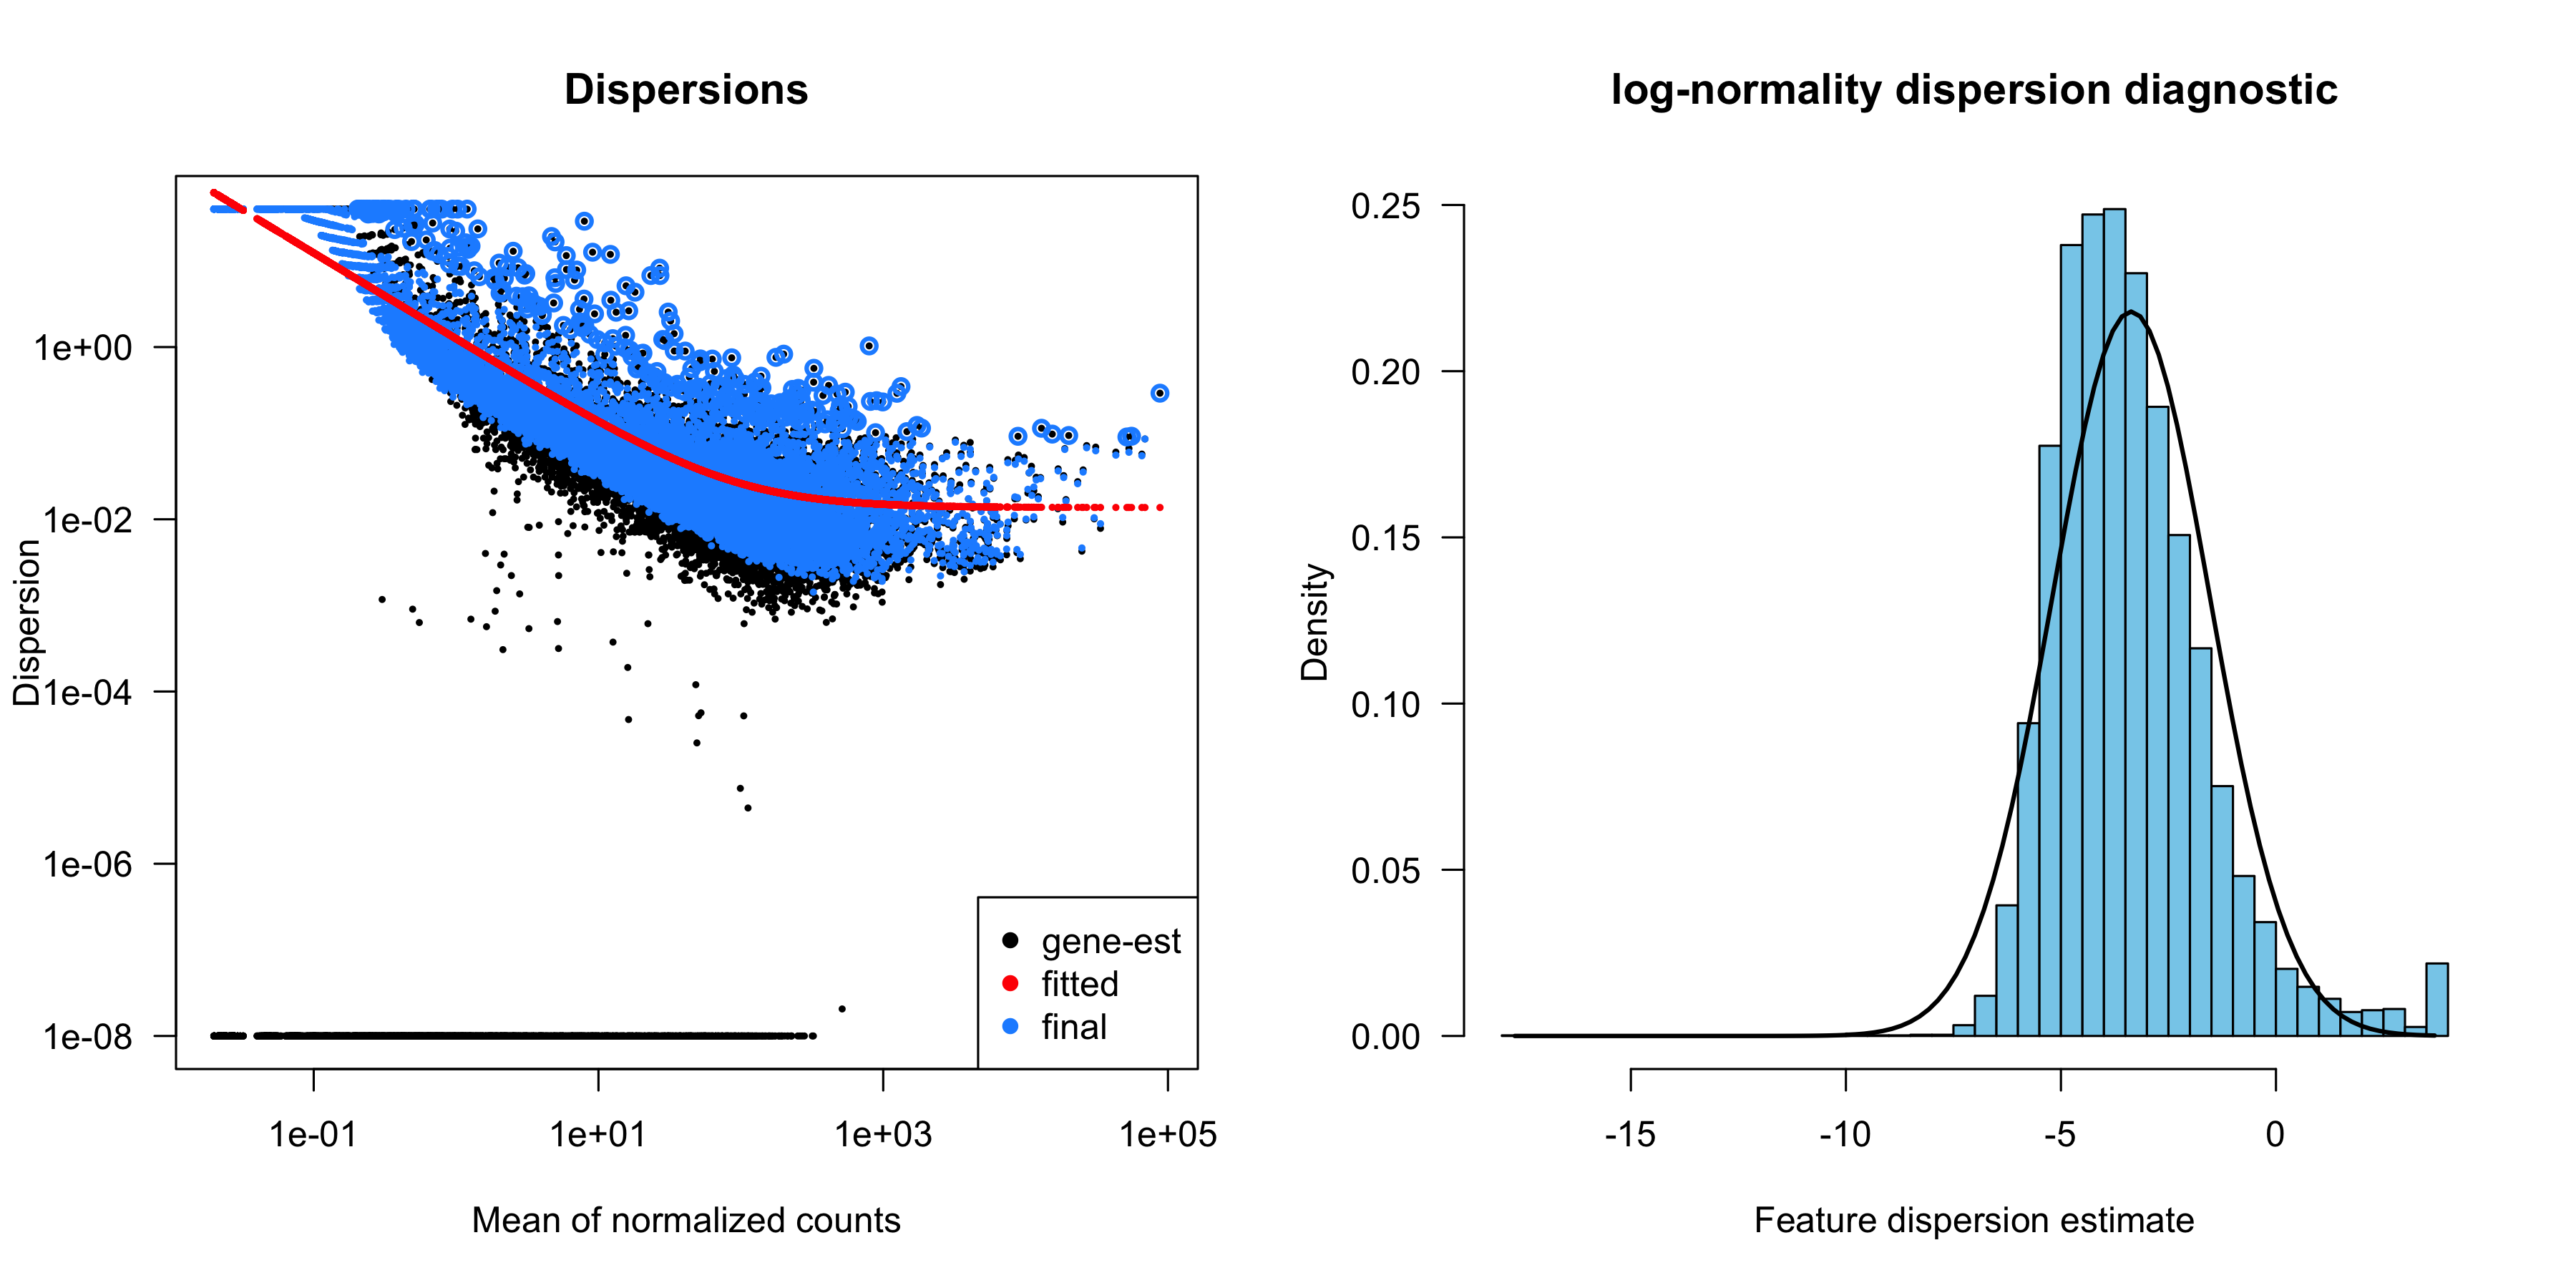 Dispersions
Dispersion
1e+00
1e-02
1e-04
1e-06
1e-08
gene-est
fitted
final
1e-01 1e+01 1e+03 1e+05
Mean of normalized counts
log-normality dispersion diagnostic
Density
0.25
0.20
0.15
0.10
0.05
0.00
-15 -10 -5 0
Feature dispersion estimate